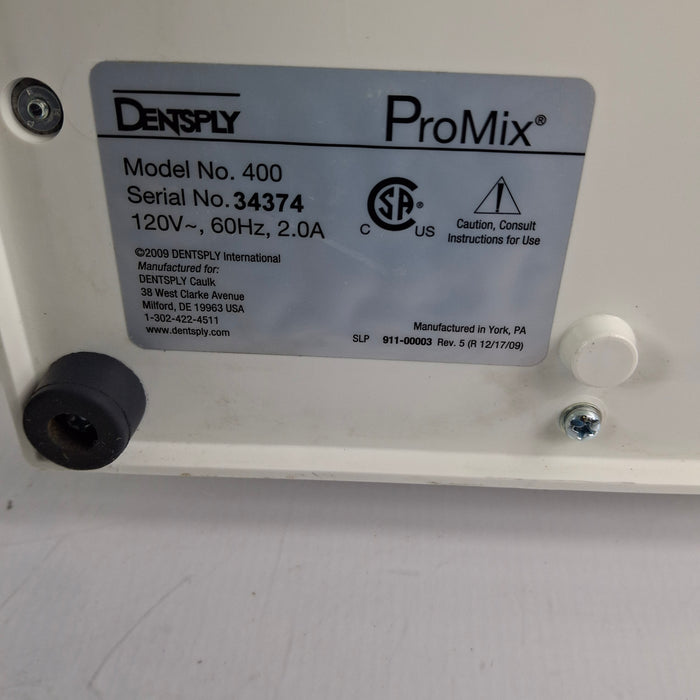 DENTSPLY
ProMix®
Model No. 400
Serial No. 34374
120V~, 60Hz, 2.0A
CSA®
C US
Caution, Consult
Instructions for Use
©2009 DENTSPLY International
Manufactured for:
DENTSPLY Caulk
38 West Clarke Avenue
Milford, DE 19963 USA
1-302-422-4511
www.dentsply.com
Manufactured in York, PA
SLP 911-00003 Rev. 5 (R 12/17/09)